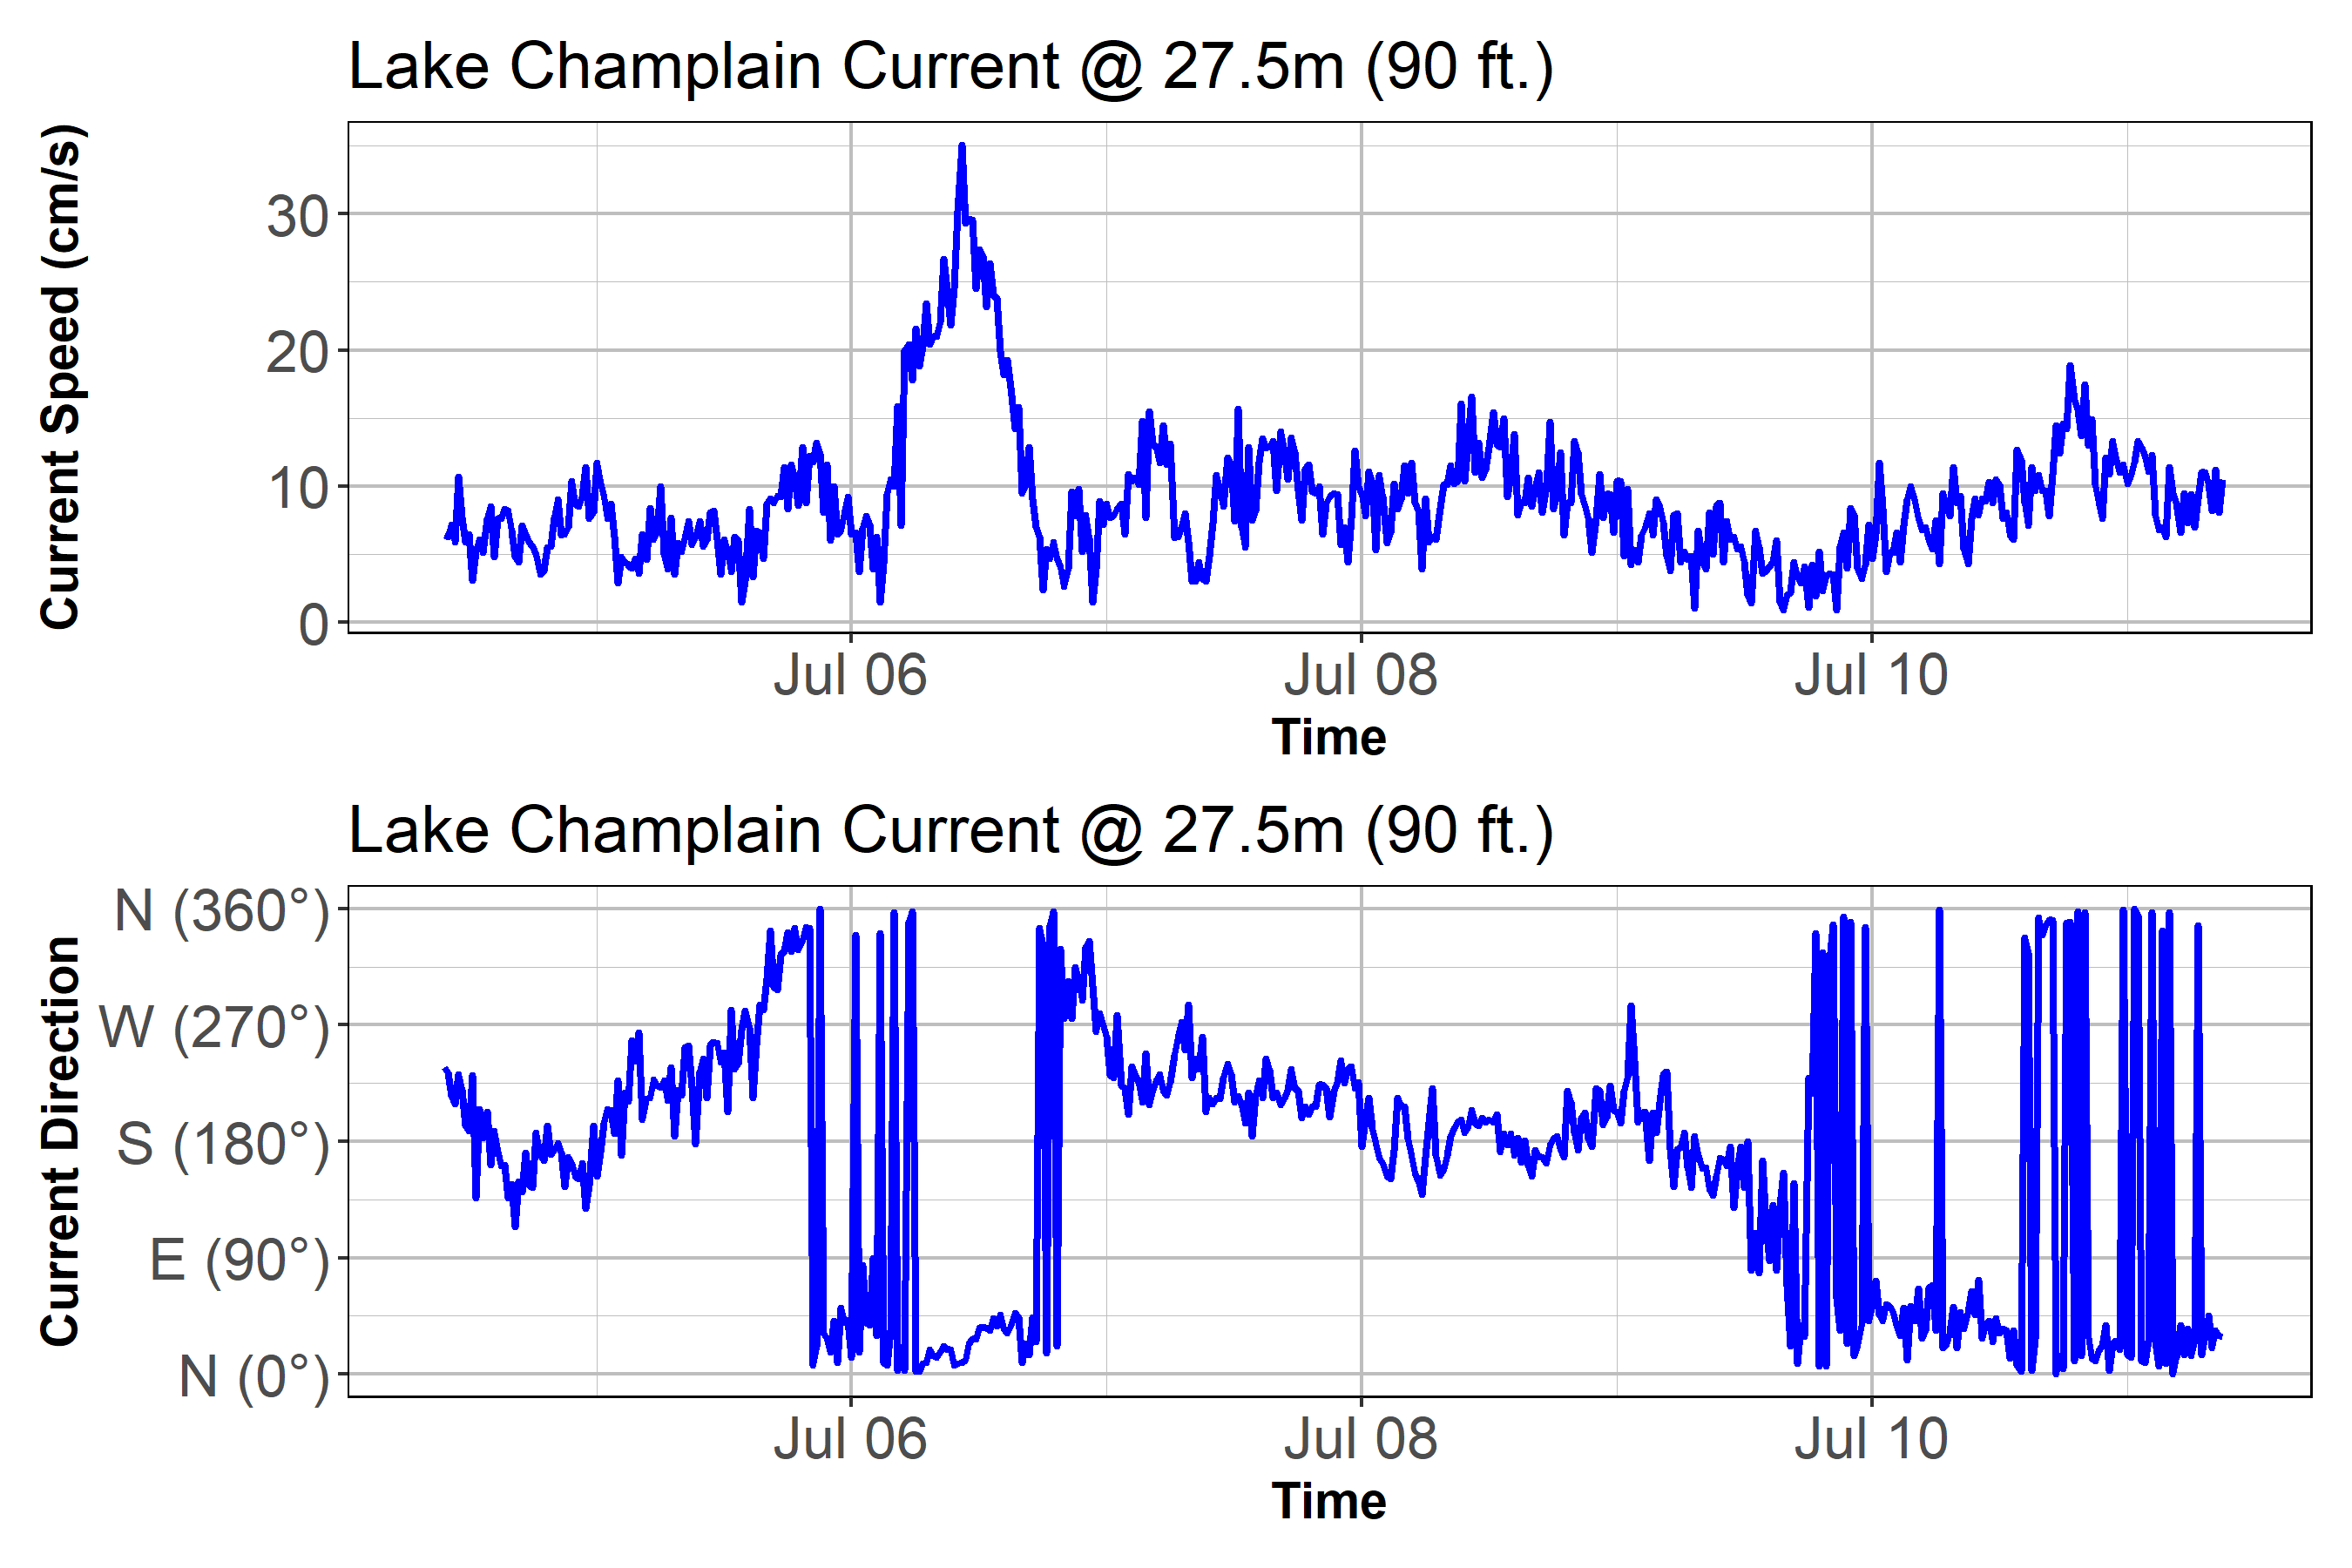 Lake Champlain Current @ 27.5m (90 ft.)
Current Speed (cm/s)
30
20
10
0
Jul 06 Jul 08 Jul 10
Time
Lake Champlain Current @ 27.5m (90 ft.)
Current Direction
N (360°)
W (270°)
S (180°)
E (90°)
N (0°)
Jul 06 Jul 08 Jul 10
Time